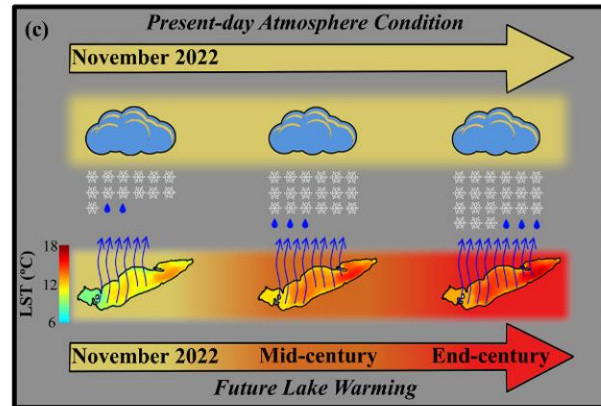 (c)
Present-day Atmosphere Condition
November 2022
LST (°C)
18
12
6
November 2022 Mid-century End-century
Future Lake Warming